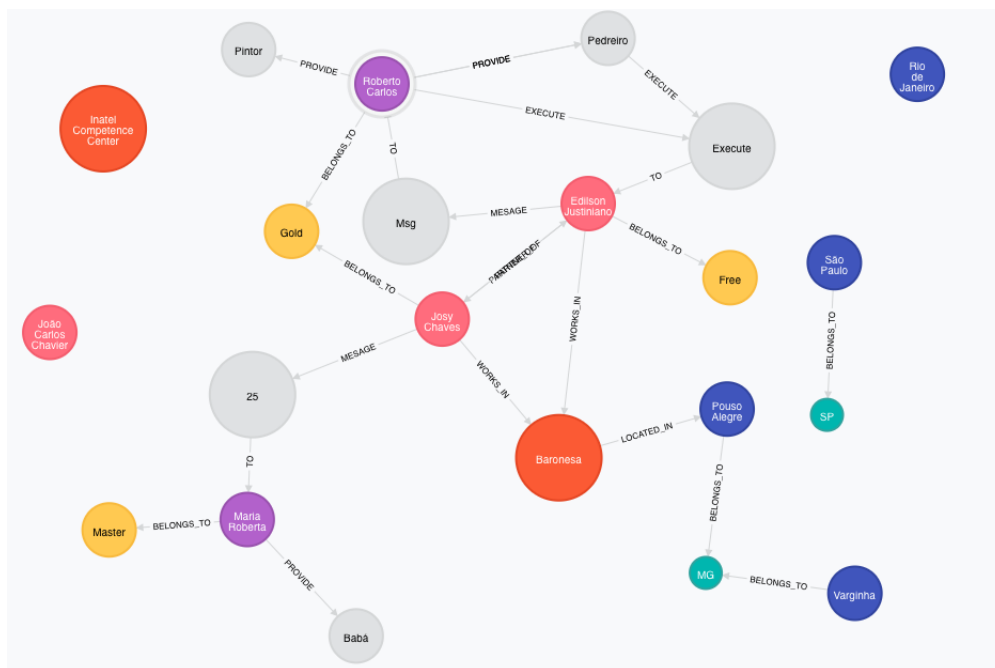 Pintor
Pedreiro
PROVIDE
PROVIDE
Roberto
Carlos
Rio
de
Janeiro
EXECUTE
EXECUTE
Inatel
Competence
Center
BELONGS_TO
TO
Execute
TO
Edilson
Justiniano
MESAGE
Msg
Gold
BELONGS_TO
São
Paulo
BELONGS_TO
Free
João
Carlos
Chavier
Josy
Chaves
WORKS_IN
BELONGS_TO
MESAGE
WORKS_IN
25
Pouso
Alegre
SP
LOCATED_IN
Baronesa
TO
BELONGS_TO
Maria
Roberta
BELONGS_TO
Master
PROVIDE
MG
BELONGS_TO
Varginha
Babá